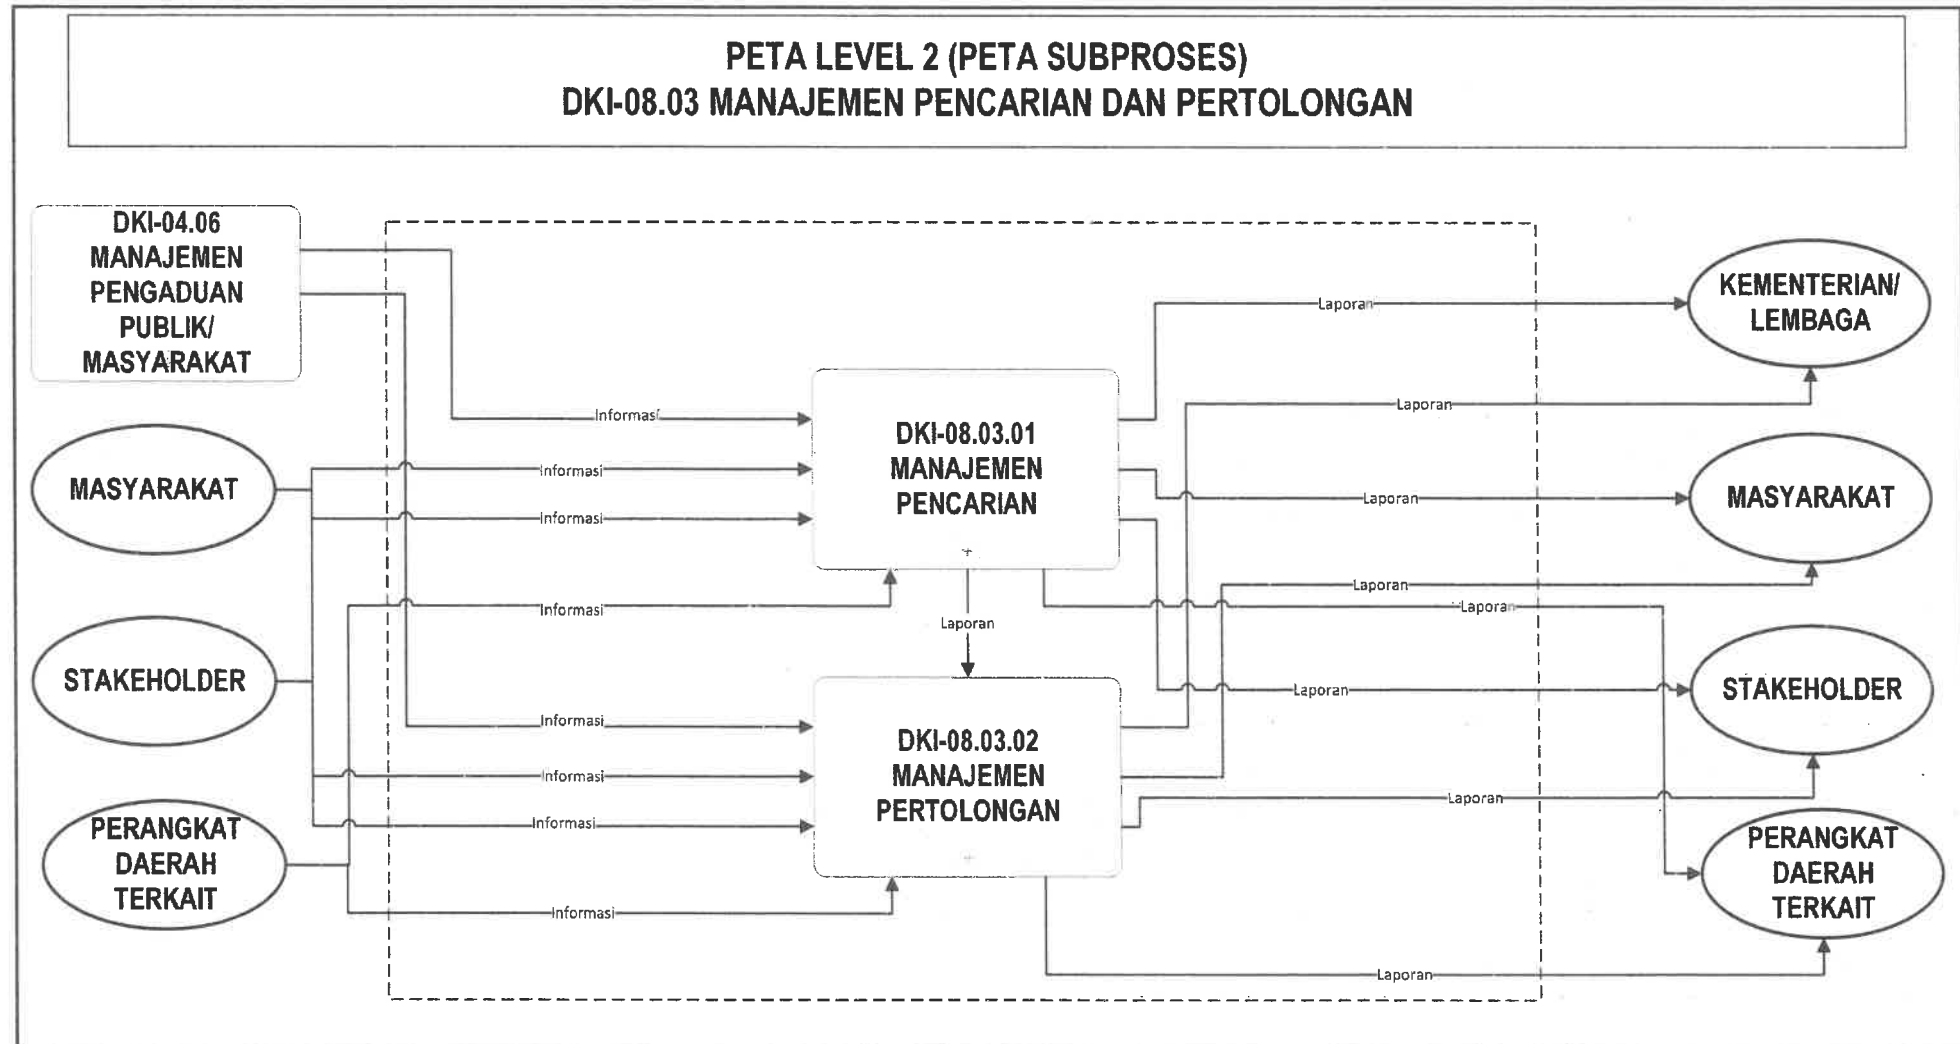 PETA LEVEL 2 (PETA SUBPROSES)
DKI-08.03 MANAJEMEN PENCARIAN DAN PERTOLONGAN
DKI-04.06
MANAJEMEN
PENGADUAN
PUBLIK/
MASYARAKAT
MASYARAKAT
STAKEHOLDER
PERANGKAT
DAERAH
TERKAIT
Informasi
Informasi
Informasi
Informasi
Informasi
Informasi
Informasi
Informasi
DKI-08.03.01
MANAJEMEN
PENCARIAN
+
Laporan
DKI-08.03.02
MANAJEMEN
PERTOLONGAN
+
Laporan
Laporan
Laporan
Laporan
Laporan
Laporan
Laporan
Laporan
KEMENTERIAN/
LEMBAGA
MASYARAKAT
STAKEHOLDER
PERANGKAT
DAERAH
TERKAIT